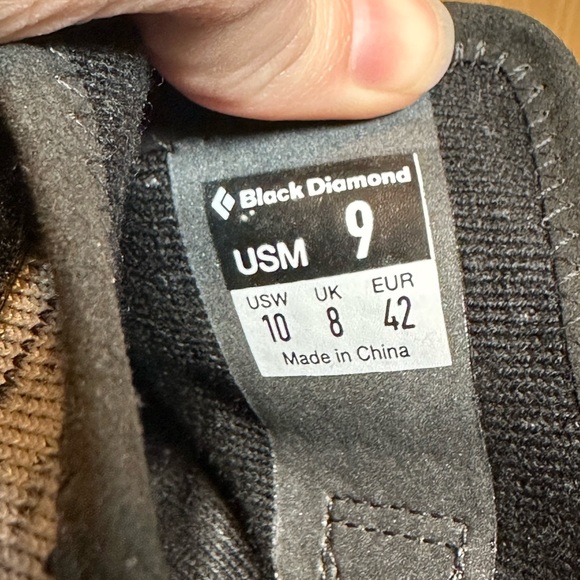 Black Diamond
USM 9
USW UK EUR
10 8 42
Made in China